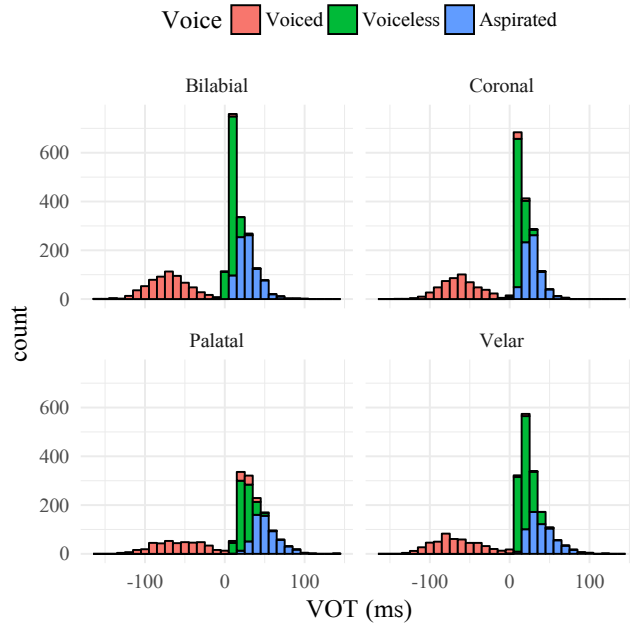 Voice Voiced Voiceless Aspirated
Bilabial Coronal
600
400
200
0
Palatal Velar
600
400
200
0
count
-100 0 100 -100 0 100
VOT (ms)